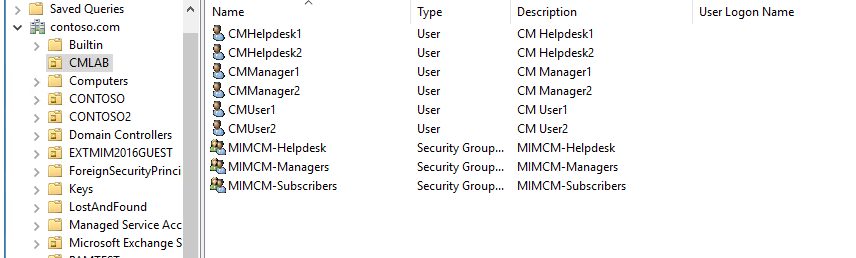 Saved Queries
contoso.com
Builtin
CMLAB
Computers
CONTOSO
CONTOSO2
Domain Controllers
EXTMIM2016GUEST
ForeignSecurityPrinci
Keys
LostAndFound
Managed Service Acc
Microsoft Exchange S
PAMTEST
Name Type Description User Logon Name
CMHelpdesk1 User CM Helpdesk1
CMHelpdesk2 User CM Helpdesk2
CMManager1 User CM Manager1
CMManager2 User CM Manager2
CMUser1 User CM User1
CMUser2 User CM User2
MIMCM-Helpdesk Security Group... MIMCM-Helpdesk
MIMCM-Managers Security Group... MIMCM-Managers
MIMCM-Subscribers Security Group... MIMCM-Subscribers